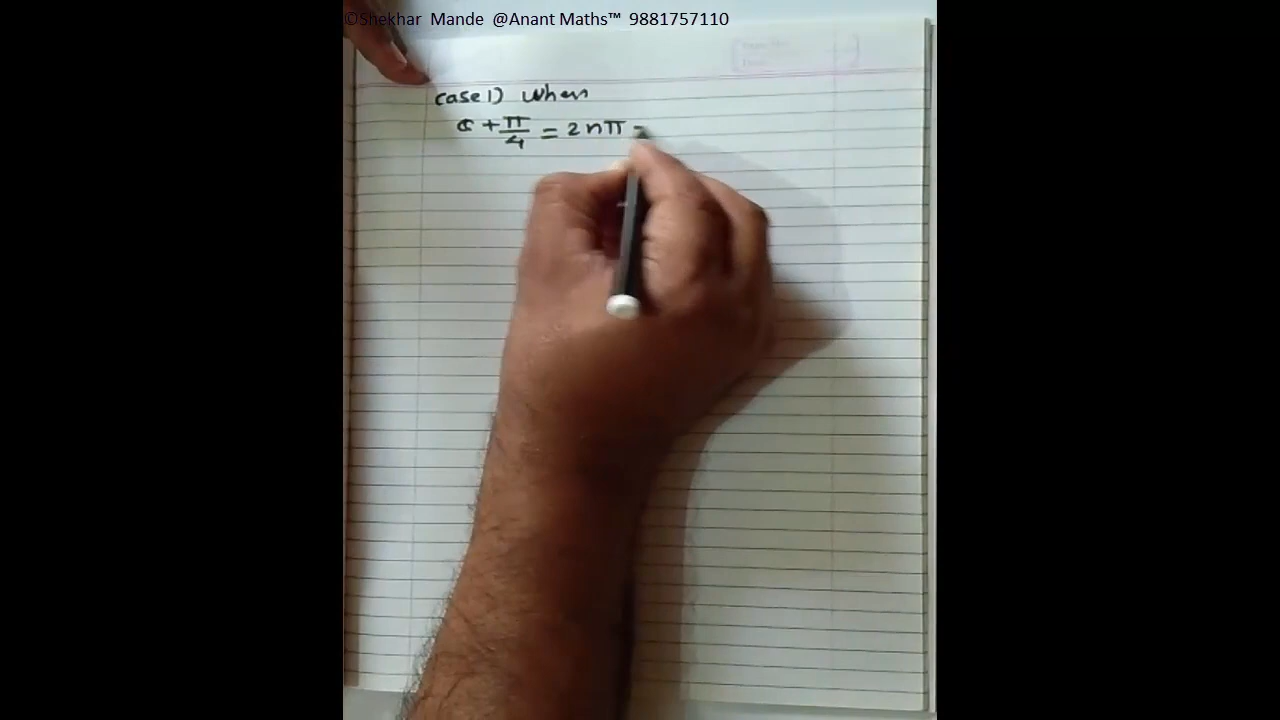 ©Shekhar Mande @Anant Maths™ 9881757110
case 1) when
+ π/4 = 2nπ